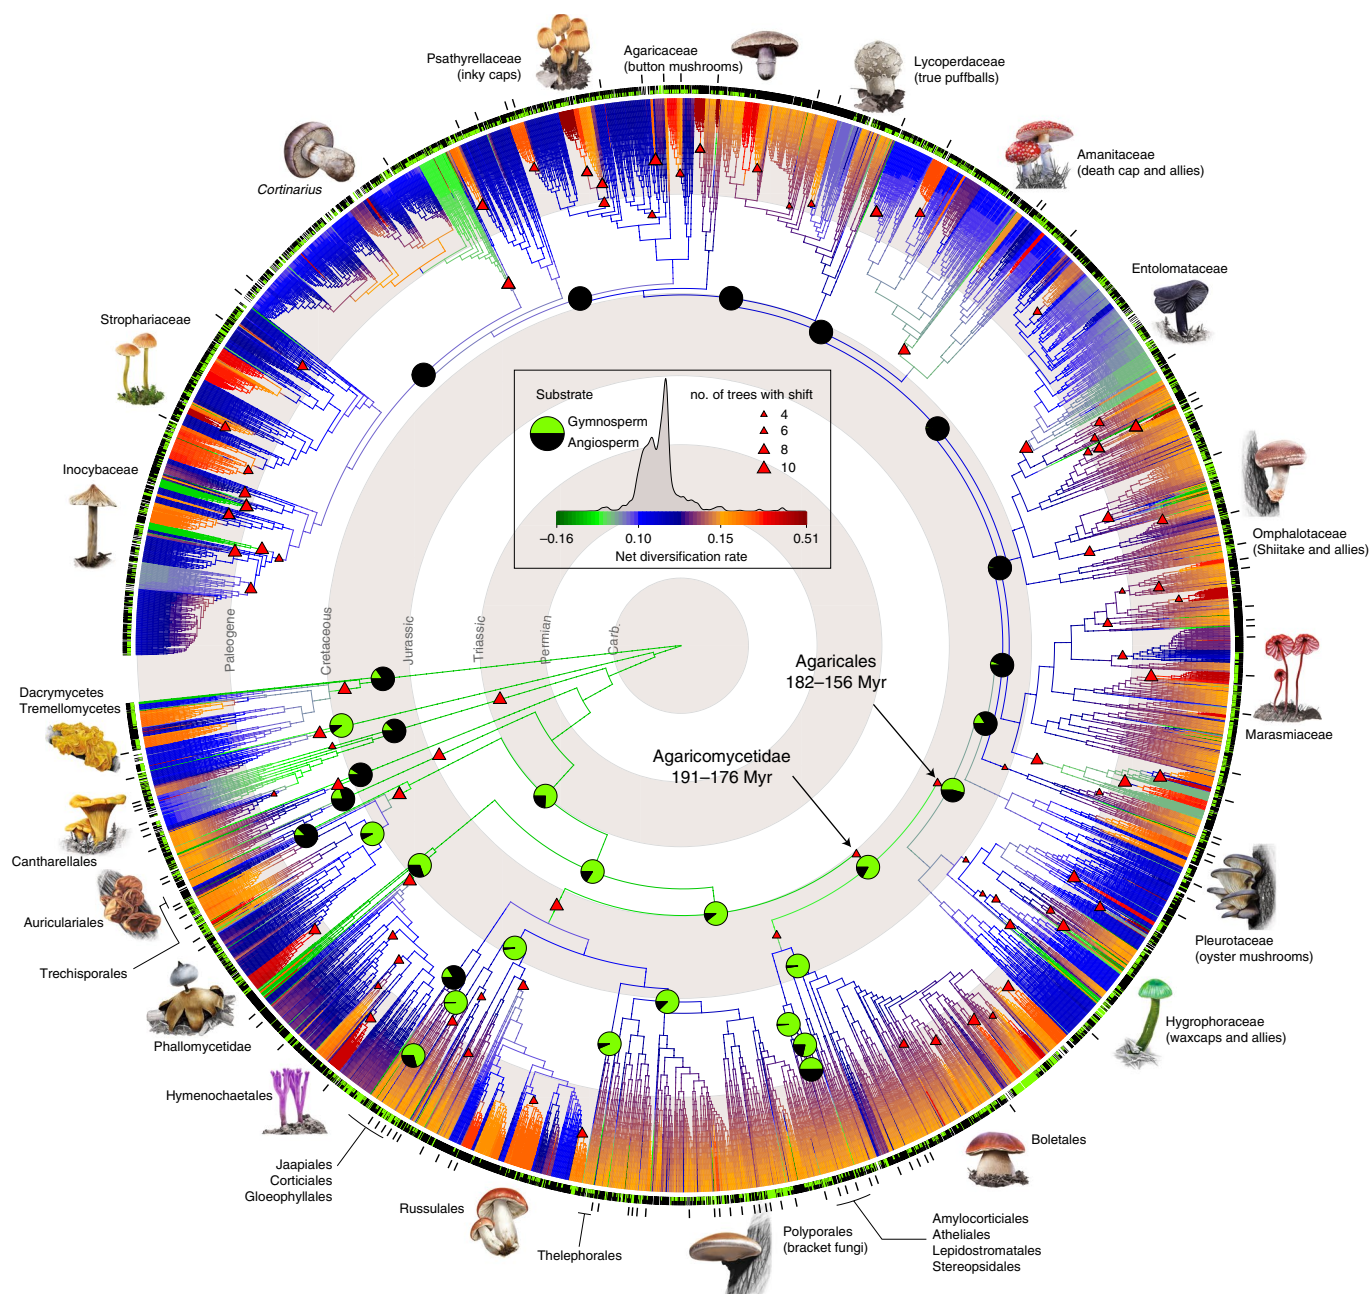 Psathyrellaceae
(inky caps)
Agaricaceae
(button mushrooms)
Lycoperdaceae
(true puffballs)
Amanitaceae
(death cap and allies)
Cortinarius
Entolomataceae
Strophariaceae
Inocybaceae
Omphalotaceae
(Shiitake and allies)
Substrate
Gymnosperm
Angiosperm
no. of trees with shift
4
6
8
10
–0.16
0.10
0.15
0.51
Net diversification rate
Paleogene
Cretaceous
Jurassic
Triassic
Permian
Carb.
Agaricales
182–156 Myr
Agaricomycetidae
191–176 Myr
Dacrymycetes
Tremellomycetes
Marasmiaceae
Cantharellales
Auriculariales
Trechisporales
Pleurotaceae
(oyster mushrooms)
Phallomycetidae
Hygrophoraceae
(waxcaps and allies)
Hymenochaetales
Jaapiales
Corticiales
Gloeophyllales
Boletales
Russulales
Thelephorales
Polyporales
(bracket fungi)
Amylocorticiales
Atheliales
Lepidostromatales
Stereopsidales